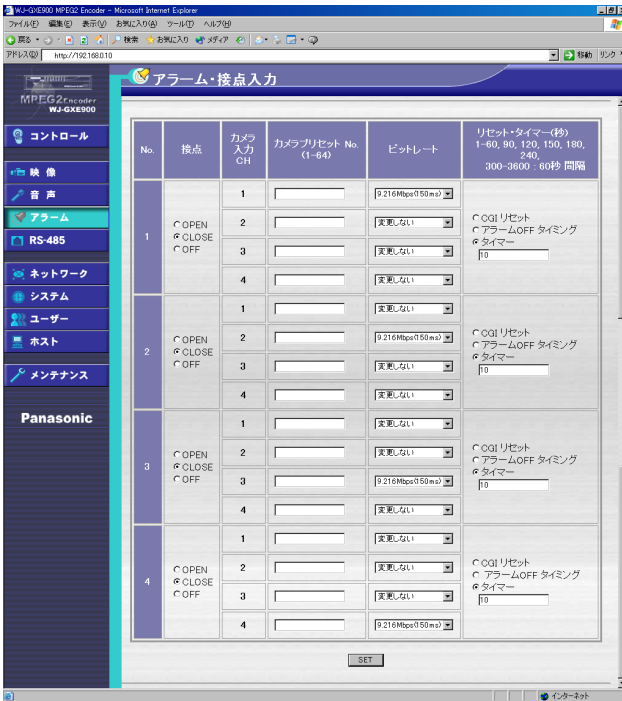 WJ-GXE900 MPEG2 Encoder - Microsoft Internet Explorer
ファイル(F) 編集(E) 表示(V) お気に入り(A) ツール(T) ヘルプ(H)
戻る 検索 お気に入り メディア
アドレス(D) http://192.168.0.10 移動 リンク
MPEG2Encoder
WJ-GXE900
コントロール
映 像
音 声
アラーム
RS-485
ネットワーク
システム
ユーザー
ホスト
メンテナンス
Panasonic
アラーム・接点入力
No. 接点 カメラ入力CH カメラプリセット No.(1-64) ビットレート リセット・タイマー(秒) 1-60, 90, 120, 150, 180, 240, 300-3600 : 60秒 間隔
1
OPEN
CLOSE
OFF
1 9.216Mbps(150ms)
2 変更しない
3 変更しない
4 変更しない
CGI リセット
アラームOFF タイミング
タイマー
10
2
OPEN
CLOSE
OFF
1 変更しない
2 9.216Mbps(150ms)
3 変更しない
4 変更しない
CGI リセット
アラームOFF タイミング
タイマー
10
3
OPEN
CLOSE
OFF
1 変更しない
2 変更しない
3 9.216Mbps(150ms)
4 変更しない
CGI リセット
アラームOFF タイミング
タイマー
10
4
OPEN
CLOSE
OFF
1 変更しない
2 変更しない
3 変更しない
4 9.216Mbps(150ms)
CGI リセット
アラームOFF タイミング
タイマー
10
SET
インターネット